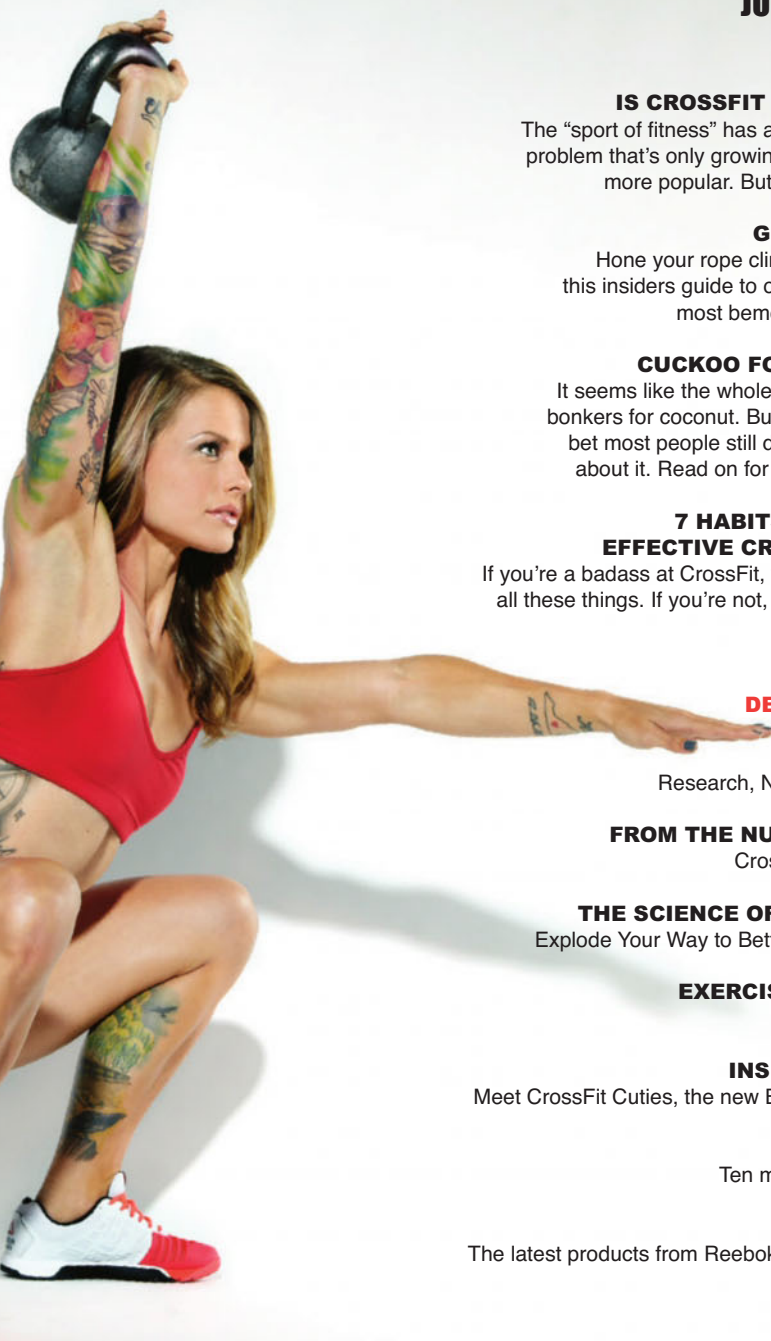 JU
IS CROSSFIT
The “sport of fitness” has a
problem that’s only growin
more popular. But
G
Hone your rope cli
this insiders guide to c
most bem
CUCKOO FO
It seems like the whole
bonkers for coconut. Bu
bet most people still d
about it. Read on for
7 HABIT
EFFECTIVE CR
If you’re a badass at CrossFit,
all these things. If you’re not,
DE
Research, N
FROM THE NU
Cros
THE SCIENCE OF
Explode Your Way to Bet
EXERCIS
INS
Meet CrossFit Cuties, the new E
Ten m
The latest products from Reebok